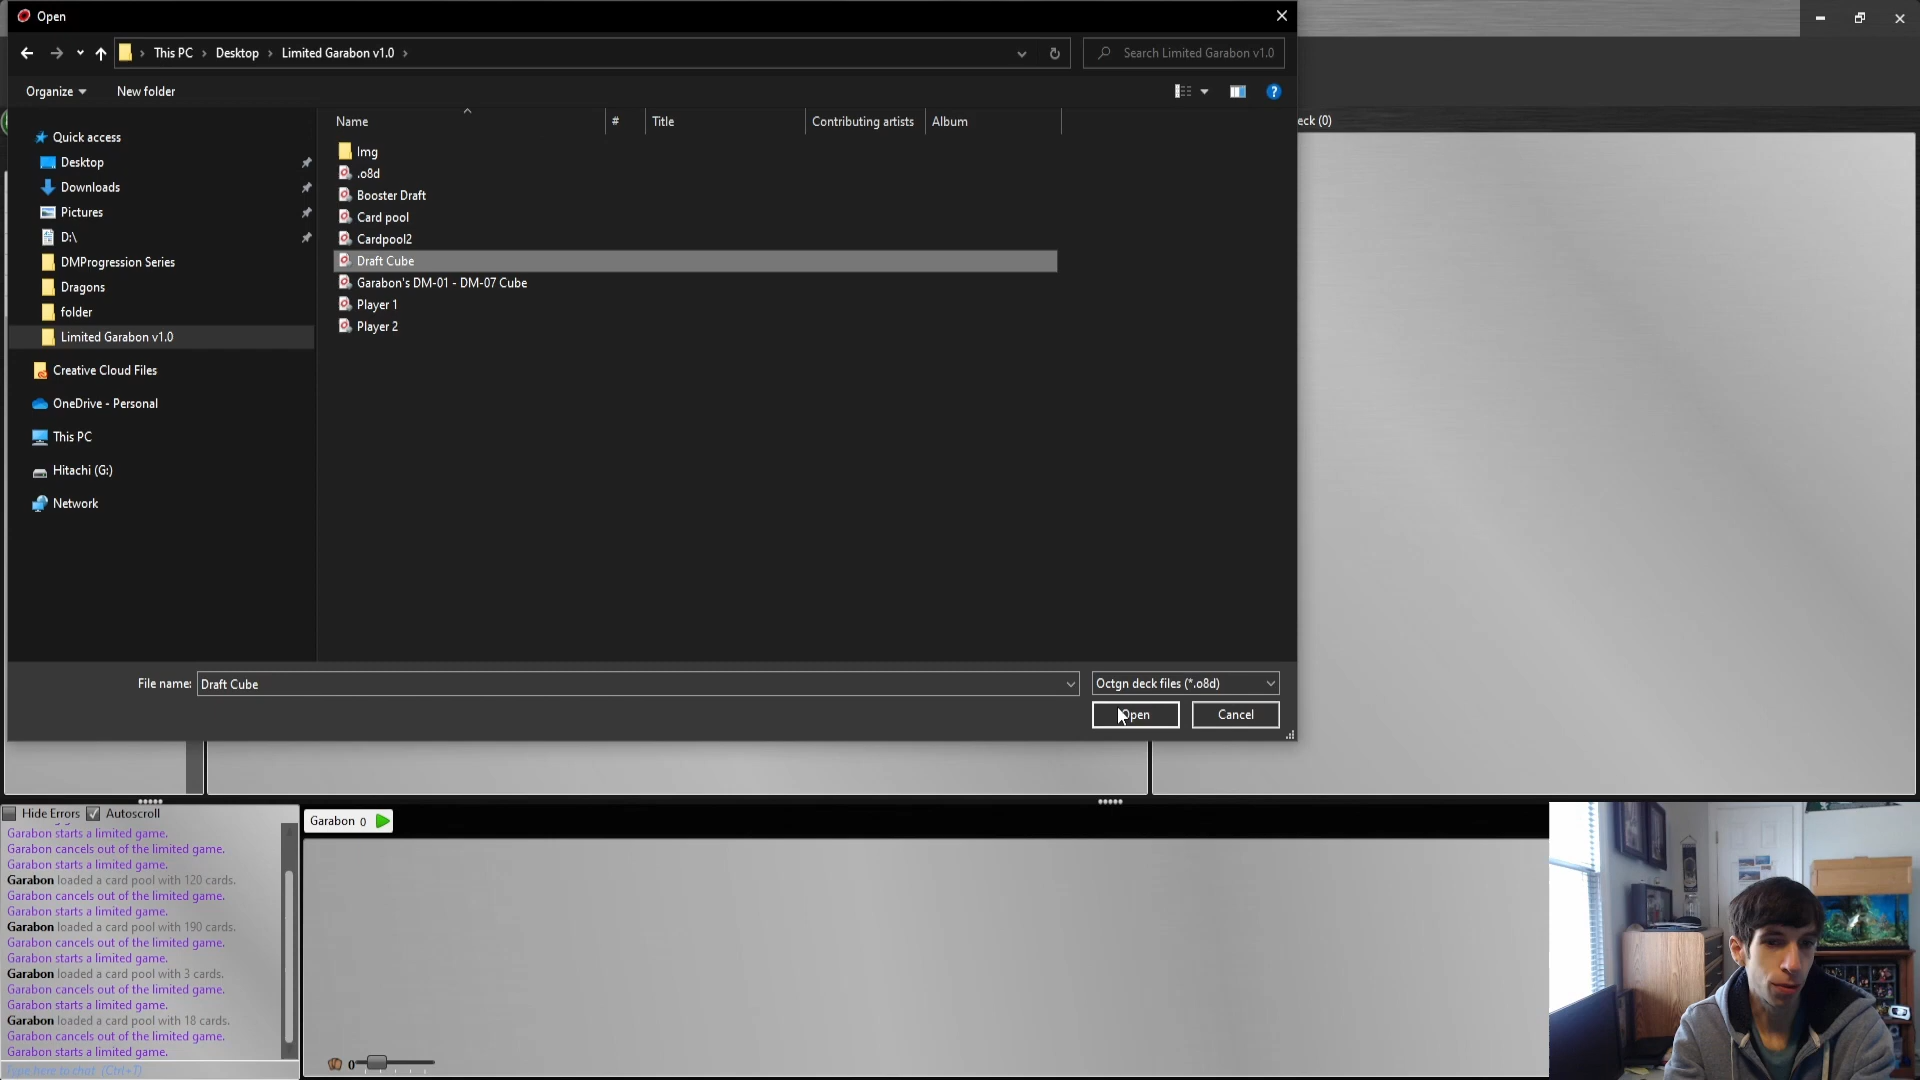 Open
This PC > Desktop > Limited Garabon v1.0 >
Search Limited Garabon v1.0
Organize
New folder
eck (0)
Name
#
Title
Contributing artists
Album
Quick access
Desktop
Downloads
Pictures
D:\
DMProgression Series
Dragons
folder
Limited Garabon v1.0
Creative Cloud Files
OneDrive - Personal
This PC
Hitachi (G:)
Network
Img
.o8d
Booster Draft
Card pool
Cardpool2
Draft Cube
Garabon's DM-01 - DM-07 Cube
Player 1
Player 2
File name: Draft Cube
Octgn deck files (*.o8d)
Open
Cancel
Hide Errors Autoscroll
Garabon starts a limited game.
Garabon cancels out of the limited game.
Garabon starts a limited game.
Garabon loaded a card pool with 120 cards.
Garabon cancels out of the limited game.
Garabon starts a limited game.
Garabon loaded a card pool with 190 cards.
Garabon cancels out of the limited game.
Garabon starts a limited game.
Garabon loaded a card pool with 3 cards.
Garabon cancels out of the limited game.
Garabon starts a limited game.
Garabon loaded a card pool with 18 cards.
Garabon cancels out of the limited game.
Garabon starts a limited game.
Type here to chat (Ctrl+T)
Garabon 0
0